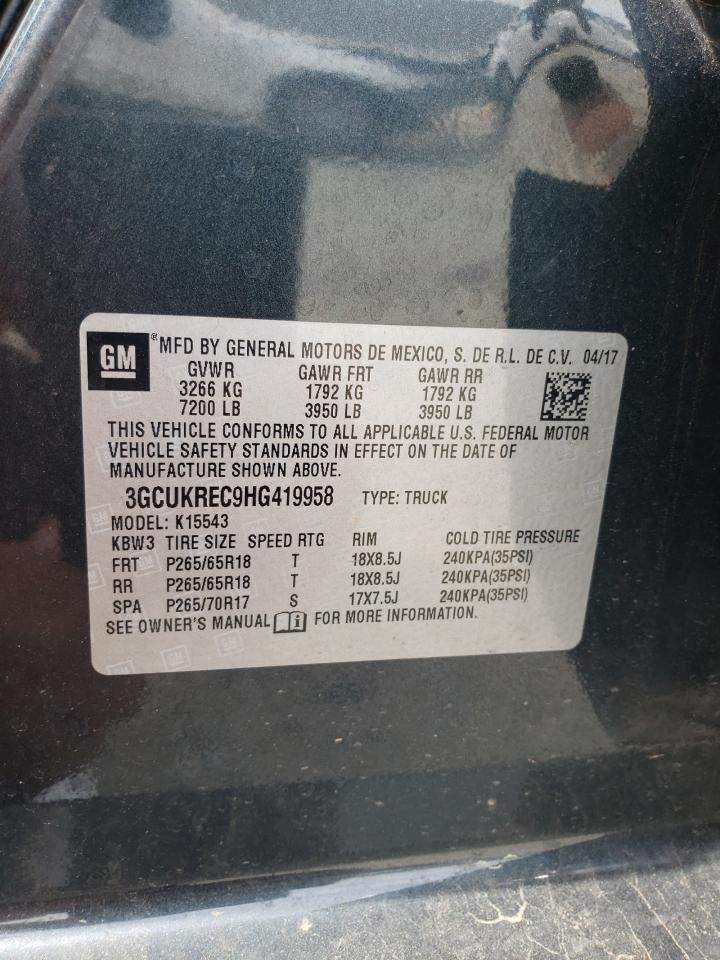 GM ® MFD BY GENERAL MOTORS DE MEXICO, S. DE R.L. DE C.V. 04/17
GVWR GAWR FRT GAWR RR
3266 KG 1792 KG 1792 KG
7200 LB 3950 LB 3950 LB
THIS VEHICLE CONFORMS TO ALL APPLICABLE U.S. FEDERAL MOTOR
VEHICLE SAFETY STANDARDS IN EFFECT ON THE DATE OF
MANUFACTURE SHOWN ABOVE.
3GCUKREC9HG419958 TYPE: TRUCK
MODEL: K15543
KBW3 TIRE SIZE SPEED RTG RIM COLD TIRE PRESSURE
FRT P265/65R18 T 18X8.5J 240KPA(35PSI)
RR P265/65R18 T 18X8.5J 240KPA(35PSI)
SPA P265/70R17 S 17X7.5J 240KPA(35PSI)
SEE OWNER'S MANUAL FOR MORE INFORMATION.